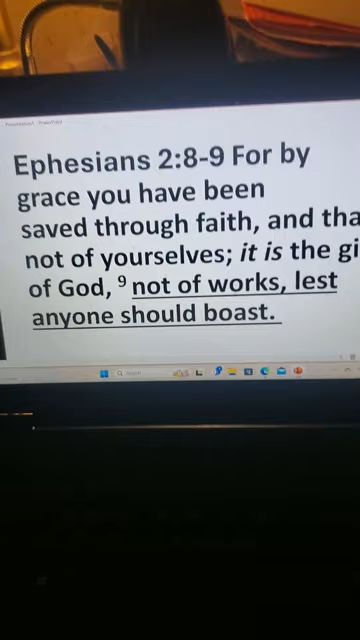 Ephesians 2:8-9 For by
grace you have been
saved through faith, and tha
not of yourselves; it is the gi
of God, 9 not of works, lest
anyone should boast.